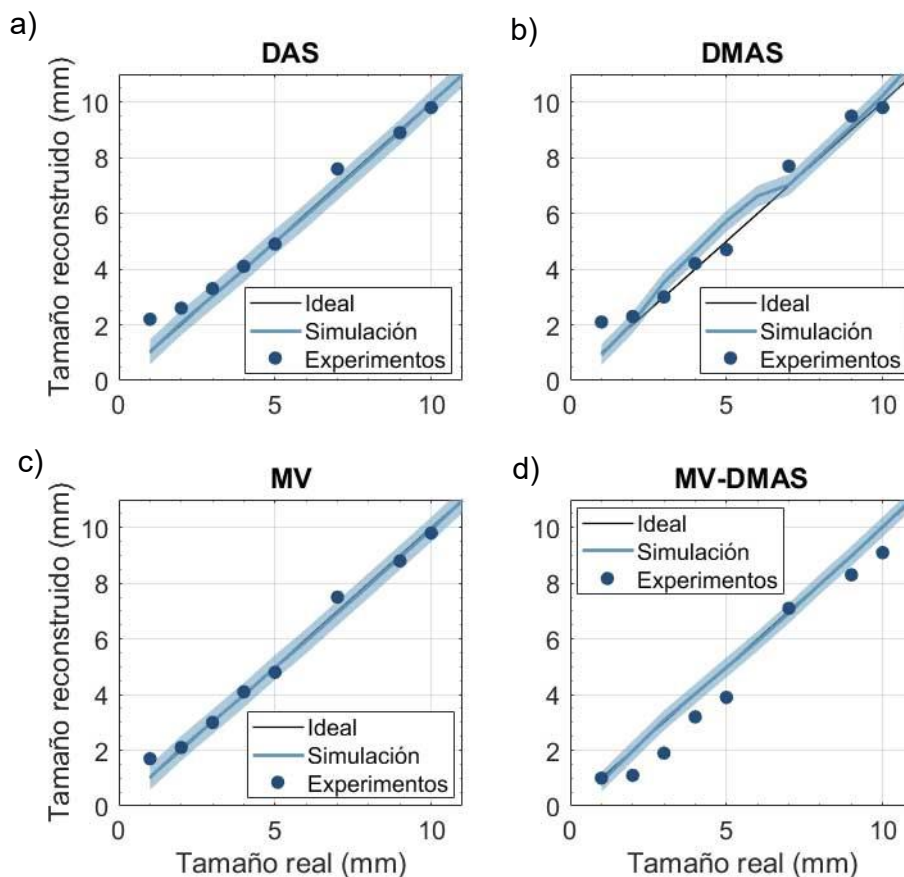 a)
DAS
Tamaño reconstruido (mm)
10
8
6
4
2
0
0
5
10
Ideal
Simulación
Experimentos
b)
DMAS
10
8
6
4
2
0
0
5
10
Ideal
Simulación
Experimentos
c)
MV
Tamaño reconstruido (mm)
10
8
6
4
2
0
0
5
10
Tamaño real (mm)
Ideal
Simulación
Experimentos
d)
MV-DMAS
10
8
6
4
2
0
0
5
10
Tamaño real (mm)
Ideal
Simulación
Experimentos